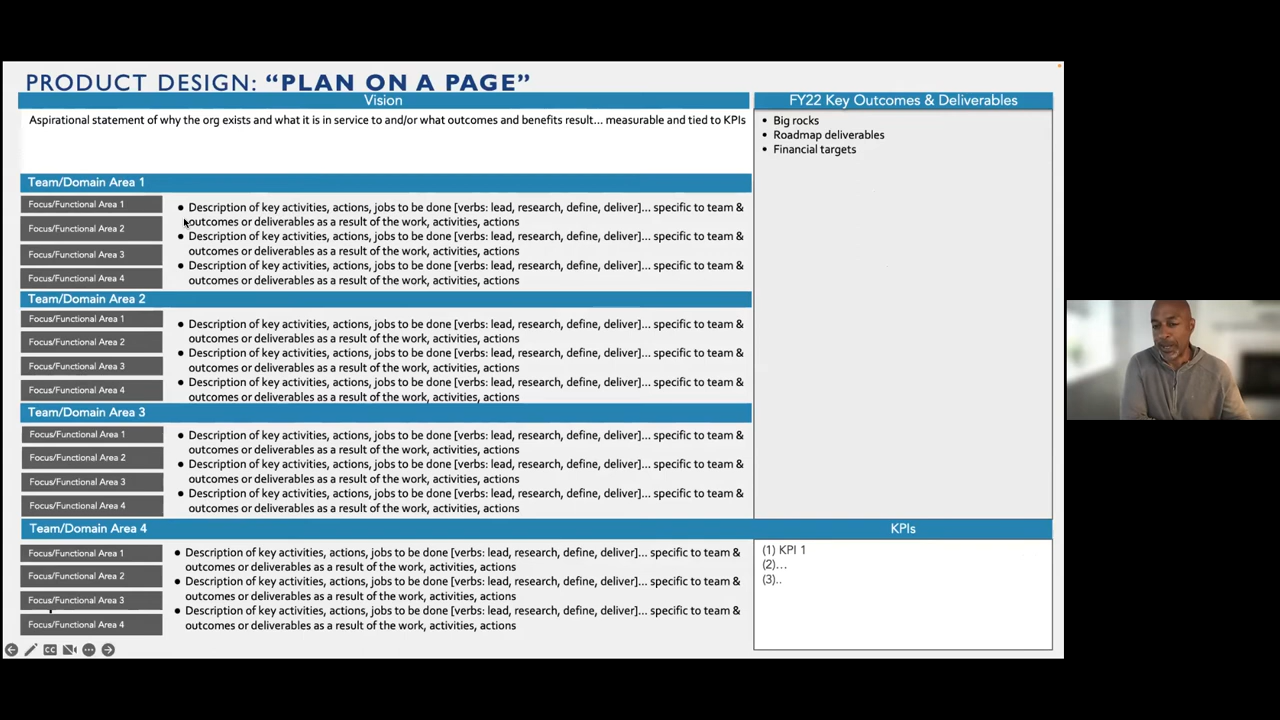 PRODUCT DESIGN: “PLAN ON A PAGE”
Vision
Aspirational statement of why the org exists and what it is in service to and/or what outcomes and benefits result... measurable and tied to KPIs
Team/Domain Area 1
Focus/Functional Area 1
Focus/Functional Area 2
Focus/Functional Area 3
Focus/Functional Area 4
● Description of key activities, actions, jobs to be done [verbs: lead, research, define, deliver]... specific to team &
outcomes or deliverables as a result of the work, activities, actions
● Description of key activities, actions, jobs to be done [verbs: lead, research, define, deliver]... specific to team &
outcomes or deliverables as a result of the work, activities, actions
● Description of key activities, actions, jobs to be done [verbs: lead, research, define, deliver]... specific to team &
outcomes or deliverables as a result of the work, activities, actions
Team/Domain Area 2
Focus/Functional Area 1
Focus/Functional Area 2
Focus/Functional Area 3
Focus/Functional Area 4
● Description of key activities, actions, jobs to be done [verbs: lead, research, define, deliver]... specific to team &
outcomes or deliverables as a result of the work, activities, actions
● Description of key activities, actions, jobs to be done [verbs: lead, research, define, deliver]... specific to team &
outcomes or deliverables as a result of the work, activities, actions
● Description of key activities, actions, jobs to be done [verbs: lead, research, define, deliver]... specific to team &
outcomes or deliverables as a result of the work, activities, actions
Team/Domain Area 3
Focus/Functional Area 1
Focus/Functional Area 2
Focus/Functional Area 3
Focus/Functional Area 4
● Description of key activities, actions, jobs to be done [verbs: lead, research, define, deliver]... specific to team &
outcomes or deliverables as a result of the work, activities, actions
● Description of key activities, actions, jobs to be done [verbs: lead, research, define, deliver]... specific to team &
outcomes or deliverables as a result of the work, activities, actions
● Description of key activities, actions, jobs to be done [verbs: lead, research, define, deliver]... specific to team &
outcomes or deliverables as a result of the work, activities, actions
Team/Domain Area 4
Focus/Functional Area 1
Focus/Functional Area 2
Focus/Functional Area 3
Focus/Functional Area 4
● Description of key activities, actions, jobs to be done [verbs: lead, research, define, deliver]... specific to team &
outcomes or deliverables as a result of the work, activities, actions
● Description of key activities, actions, jobs to be done [verbs: lead, research, define, deliver]... specific to team &
outcomes or deliverables as a result of the work, activities, actions
● Description of key activities, actions, jobs to be done [verbs: lead, research, define, deliver]... specific to team &
outcomes or deliverables as a result of the work, activities, actions
FY22 Key Outcomes & Deliverables
• Big rocks
• Roadmap deliverables
• Financial targets
KPIs
(1) KPI 1
(2)...
(3)..
CC